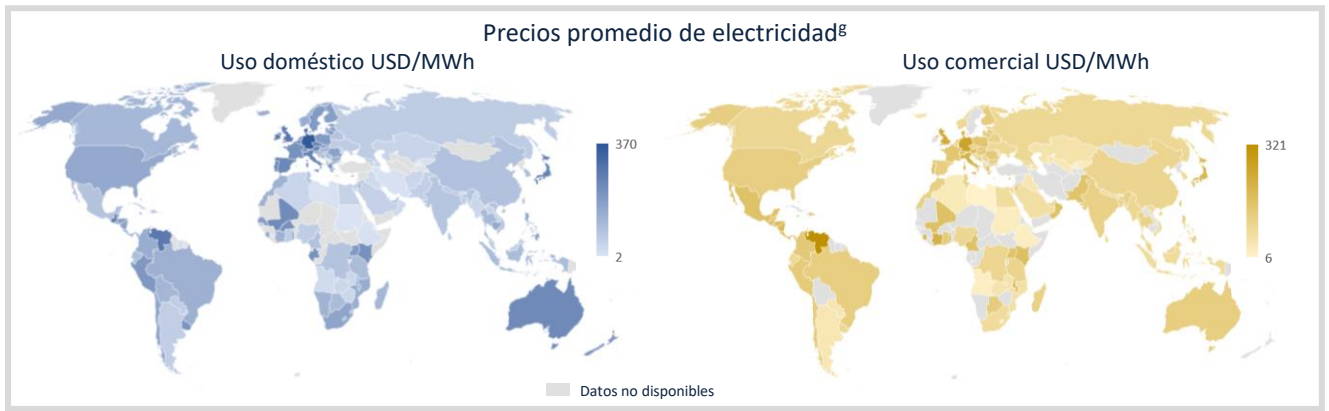 Precios promedio de electricidadᵍ
Uso doméstico USD/MWh
Uso comercial USD/MWh
370
2
321
6
Datos no disponibles